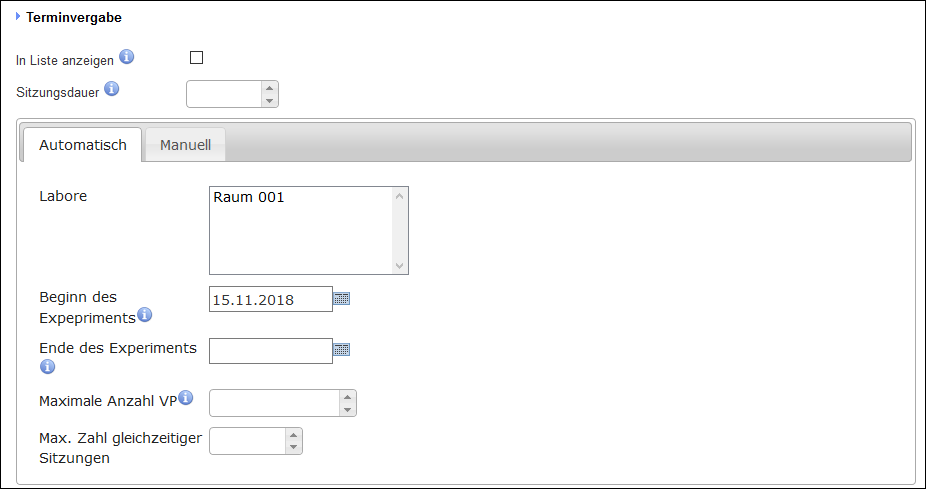 Terminvergabe
In Liste anzeigen
Sitzungsdauer
Automatisch Manuell
Labore Raum 001
Beginn des
Expepriments 15.11.2018
Ende des Experiments
Maximale Anzahl VP
Max. Zahl gleichzeitiger
Sitzungen